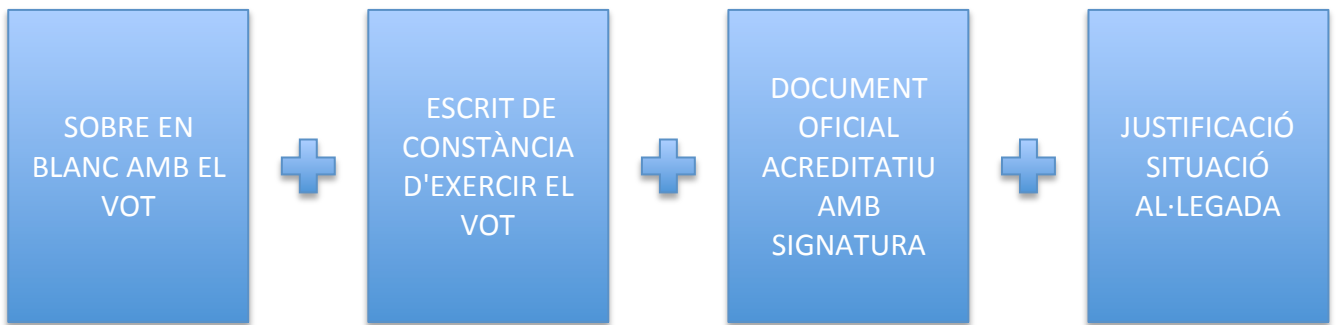 SOBRE EN
BLANC AMB EL
VOT
ESCRIT DE
CONSTÀNCIA
D'EXERCIR EL
VOT
DOCUMENT
OFICIAL
ACREDITATIU
AMB
SIGNATURA
JUSTIFICACIÓ
SITUACIÓ
AL·LEGADA